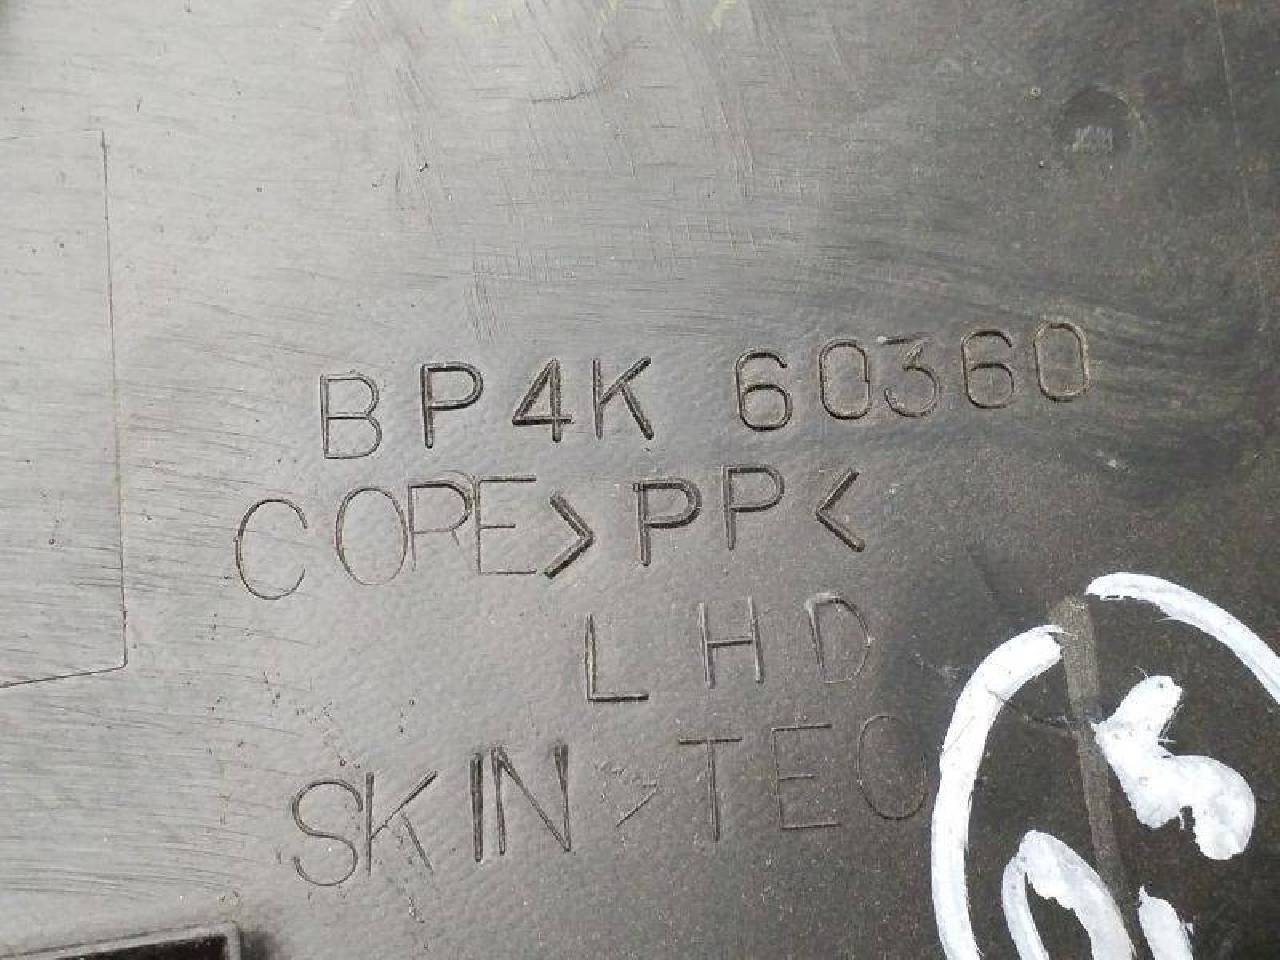 BP4K 60360
CORE>PP<
LHD
SKIN >TEO